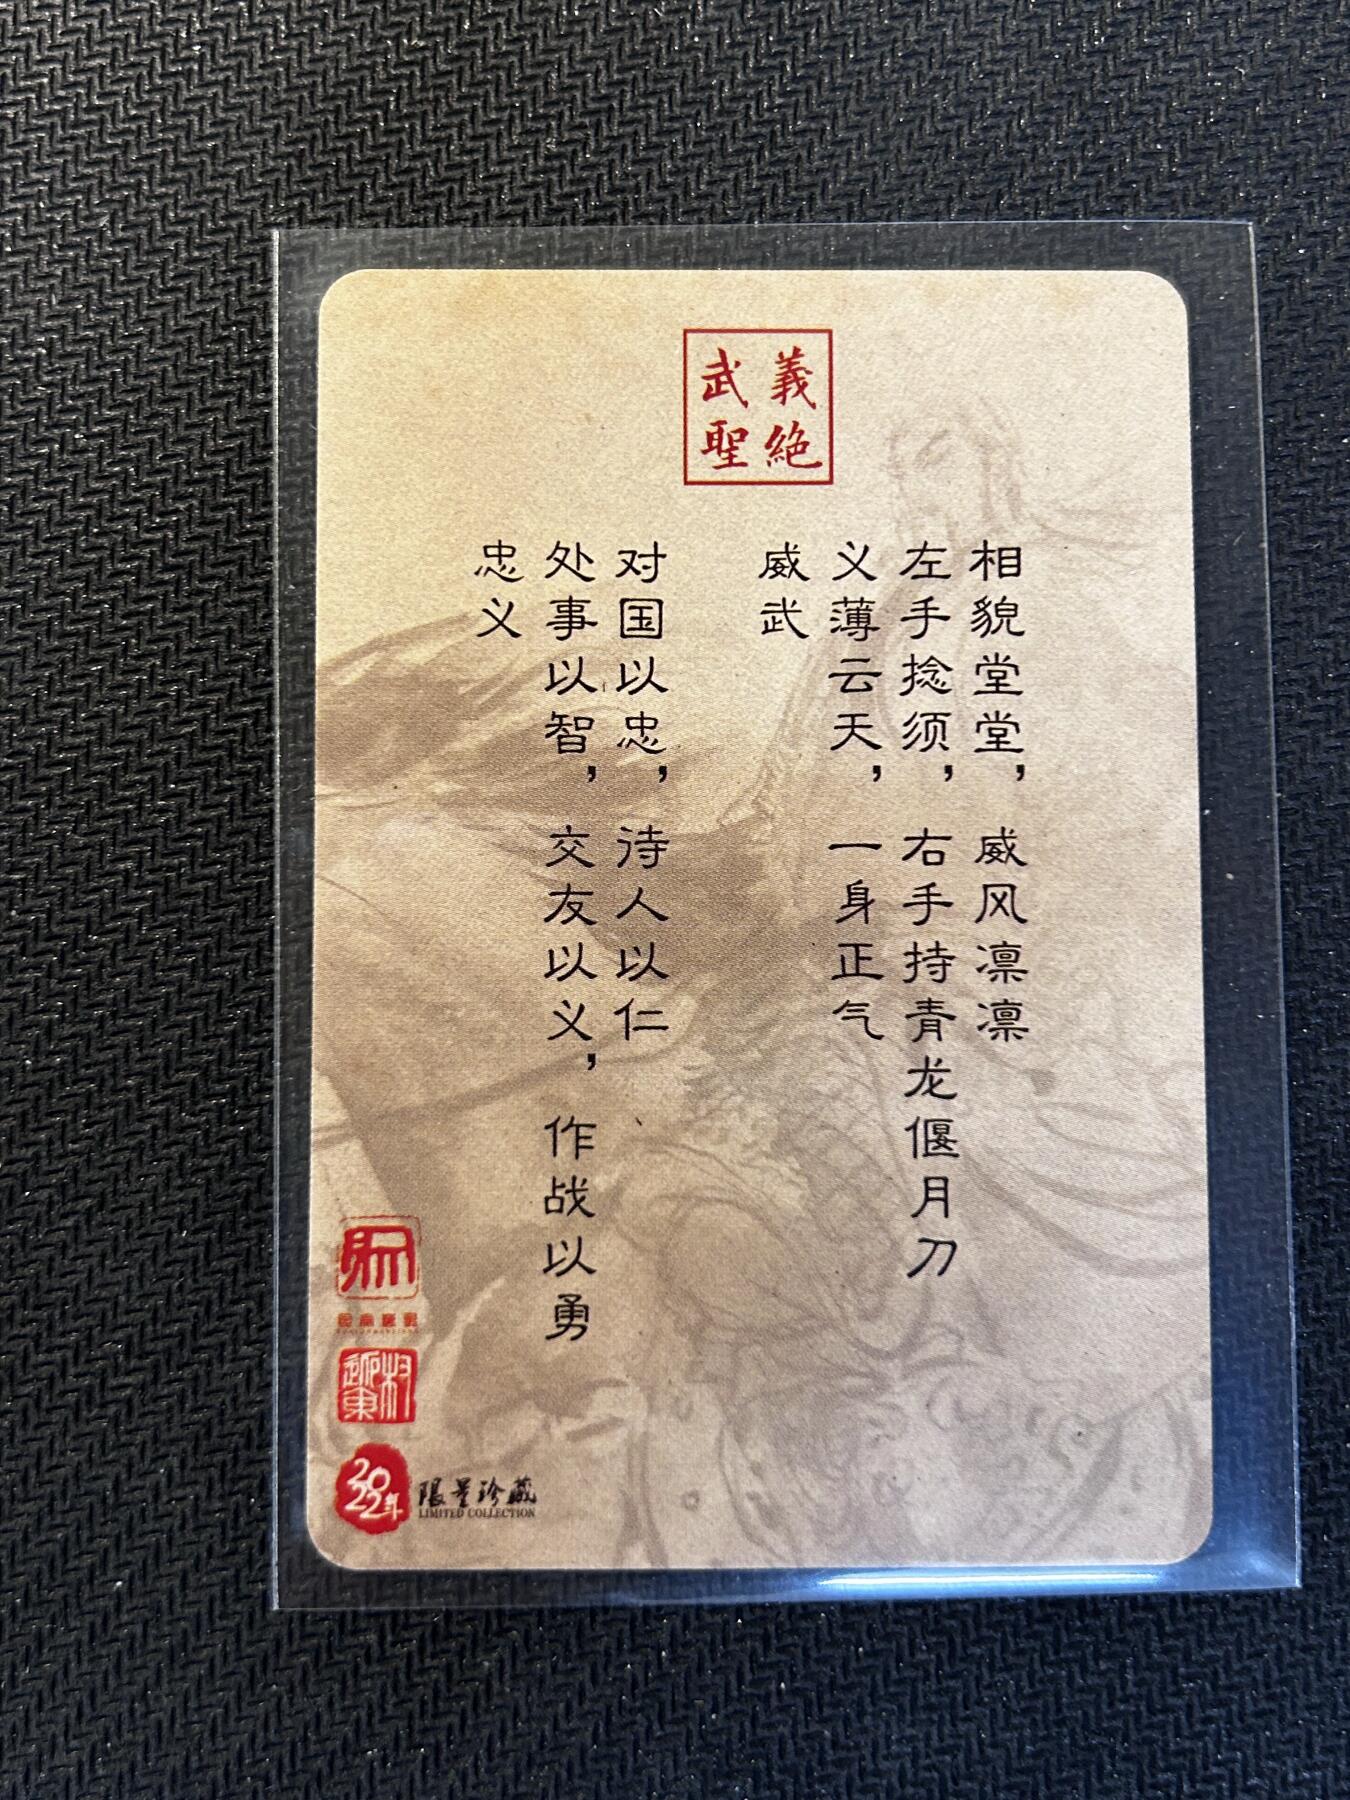 義絶
武聖
相貌堂堂，威风凛凛
左手捻须，右手持青龙偃月刀
义薄云天，一身正气
威武
对国以忠，待人以仁
处事以智，交友以义，作战以勇
忠义
2022年
限量珍藏
LIMITED COLLECTION